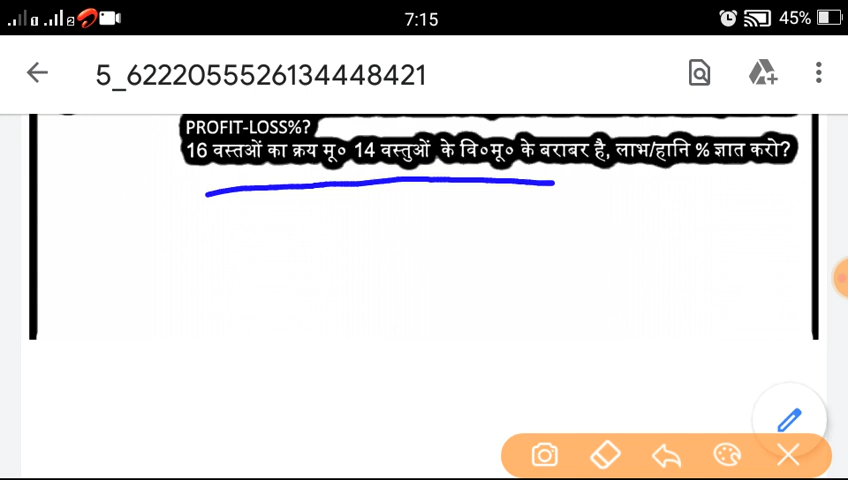 7:15
45%
5_6222055526134448421
PROFIT-LOSS%?
16 वस्तओं का क्रय मू० 14 वस्तुओं के वि०मू० के बराबर है, लाभ/हानि % ज्ञात करो?